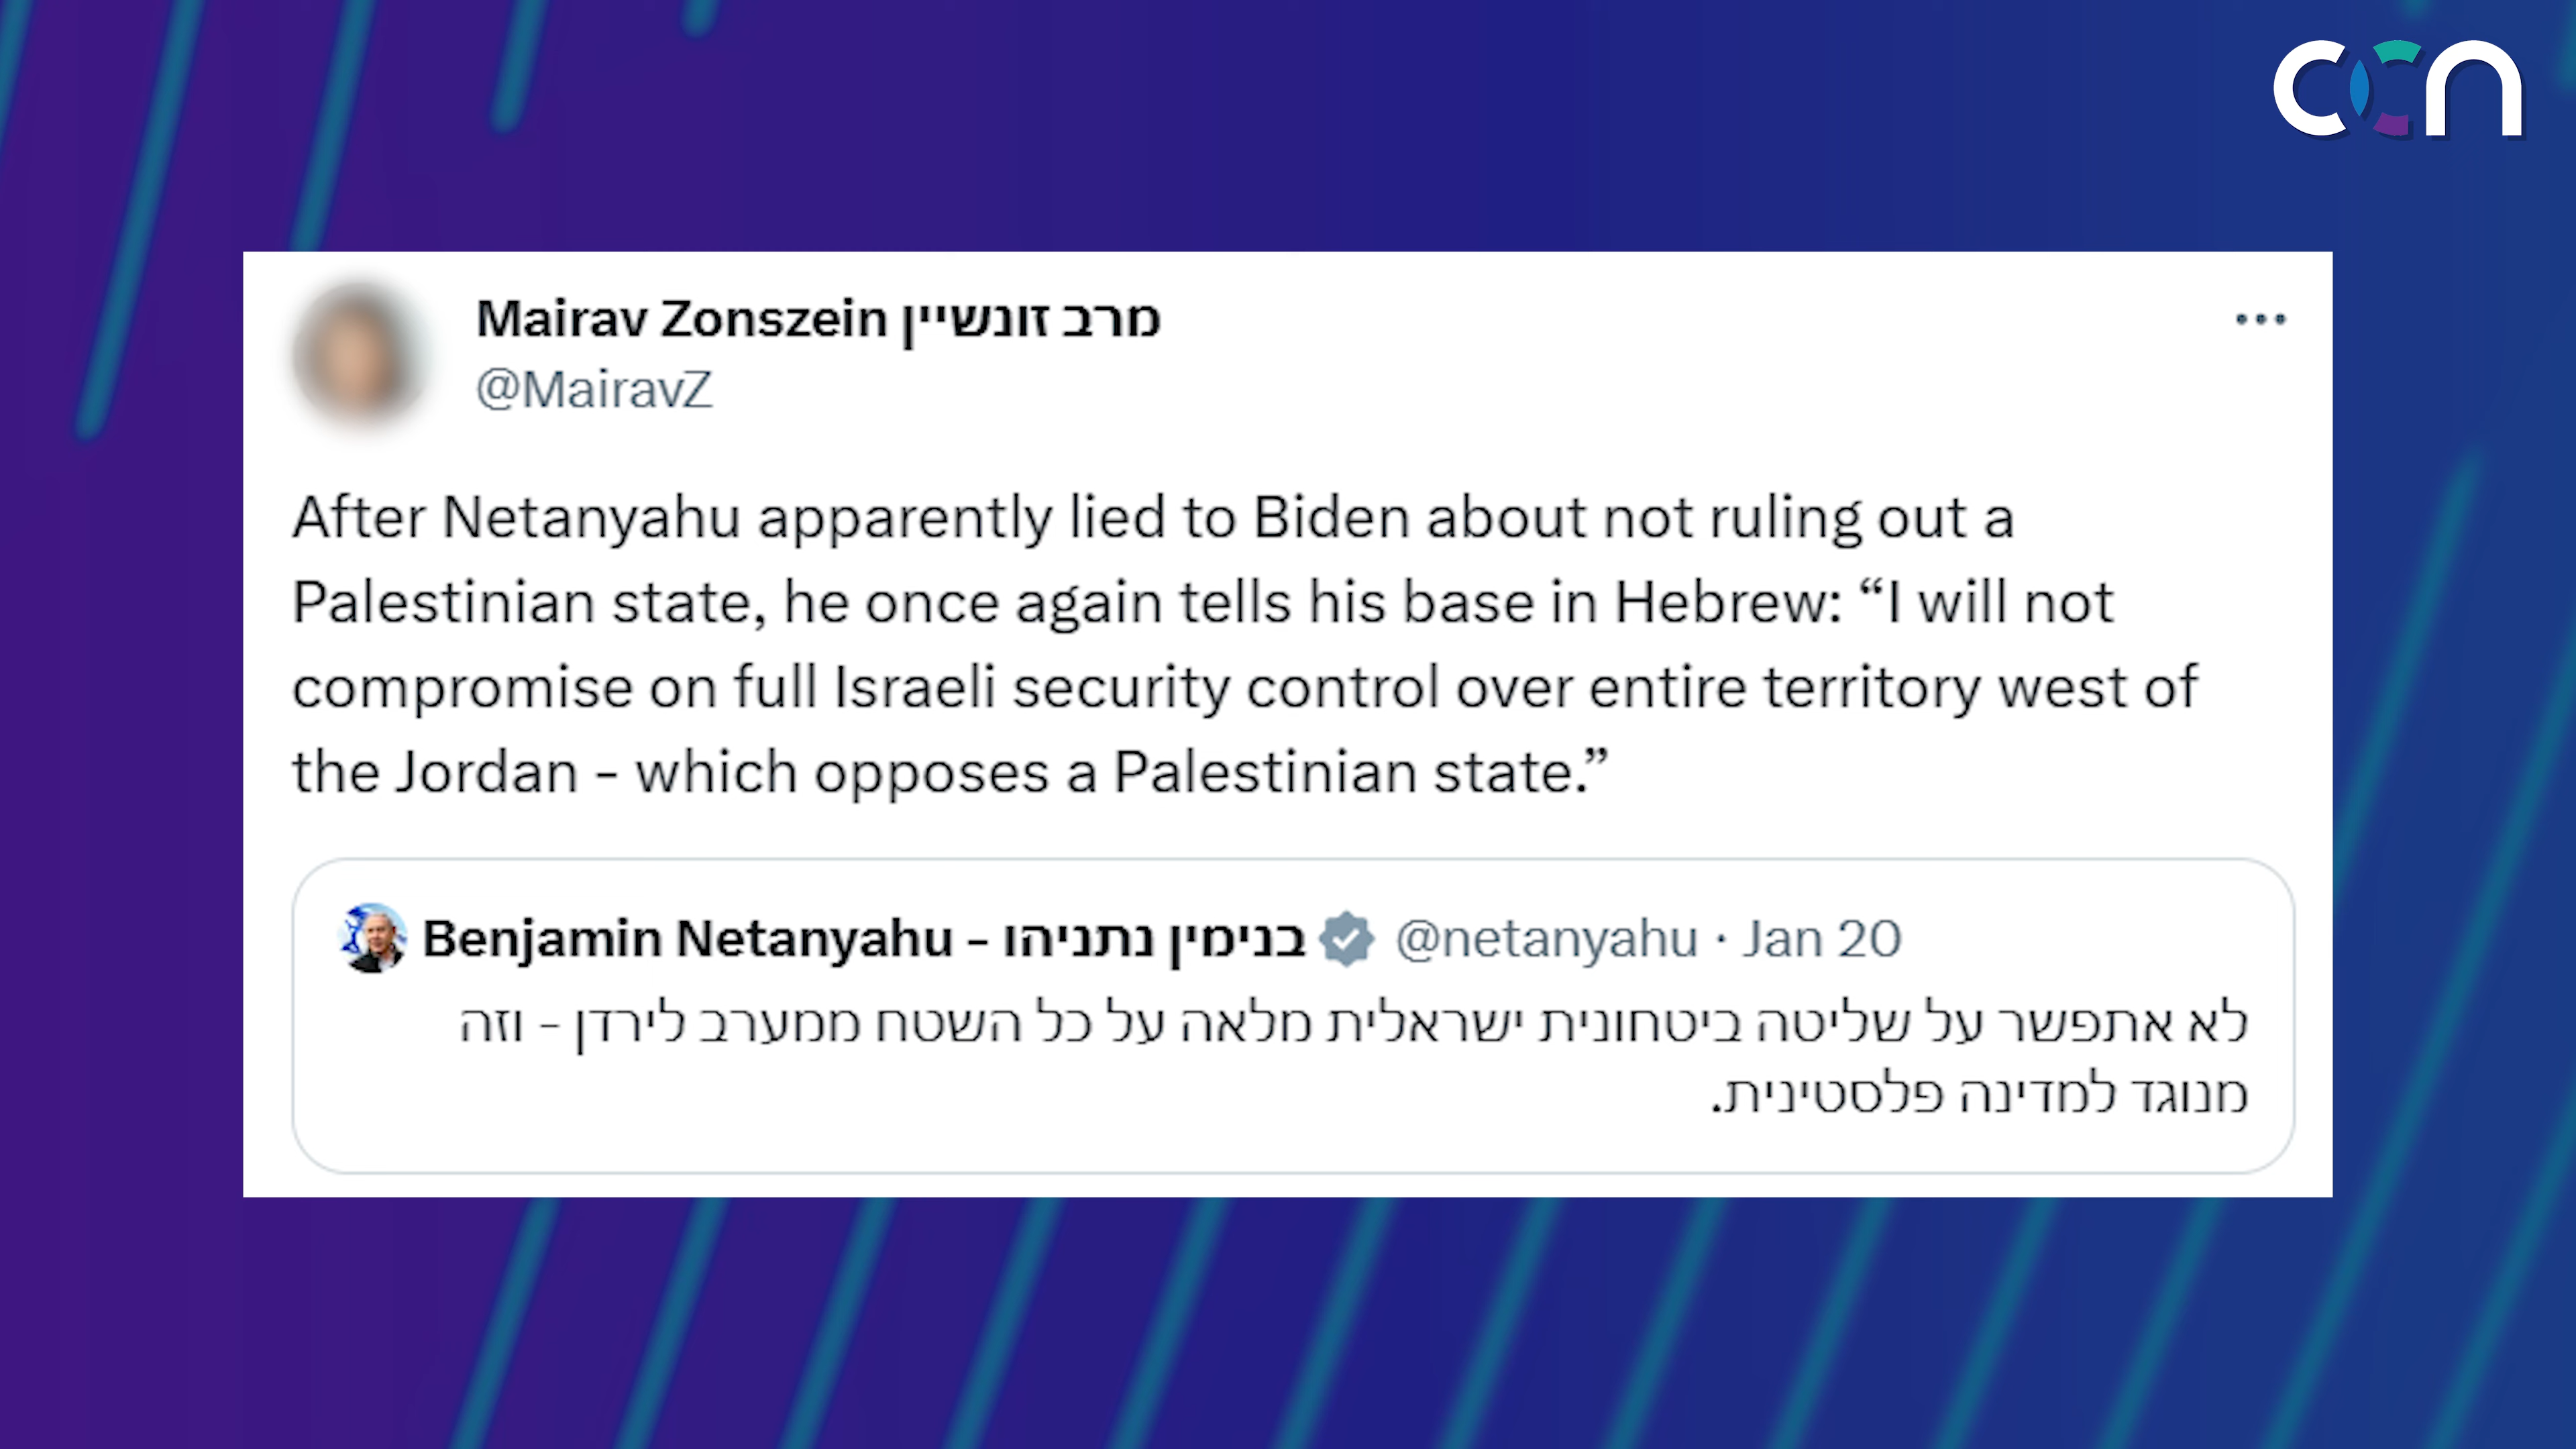 ccn
Mairav Zonszein מרב זונשיין
@MairavZ
After Netanyahu apparently lied to Biden about not ruling out a
Palestinian state, he once again tells his base in Hebrew: “I will not
compromise on full Israeli security control over entire territory west of
the Jordan - which opposes a Palestinian state.”
Benjamin Netanyahu - בנימין נתניהו @netanyahu · Jan 20
לא אתפשר על שליטה ביטחונית ישראלית מלאה על כל השטח ממערב לירדן - וזה
מנוגד למדינה פלסטינית.